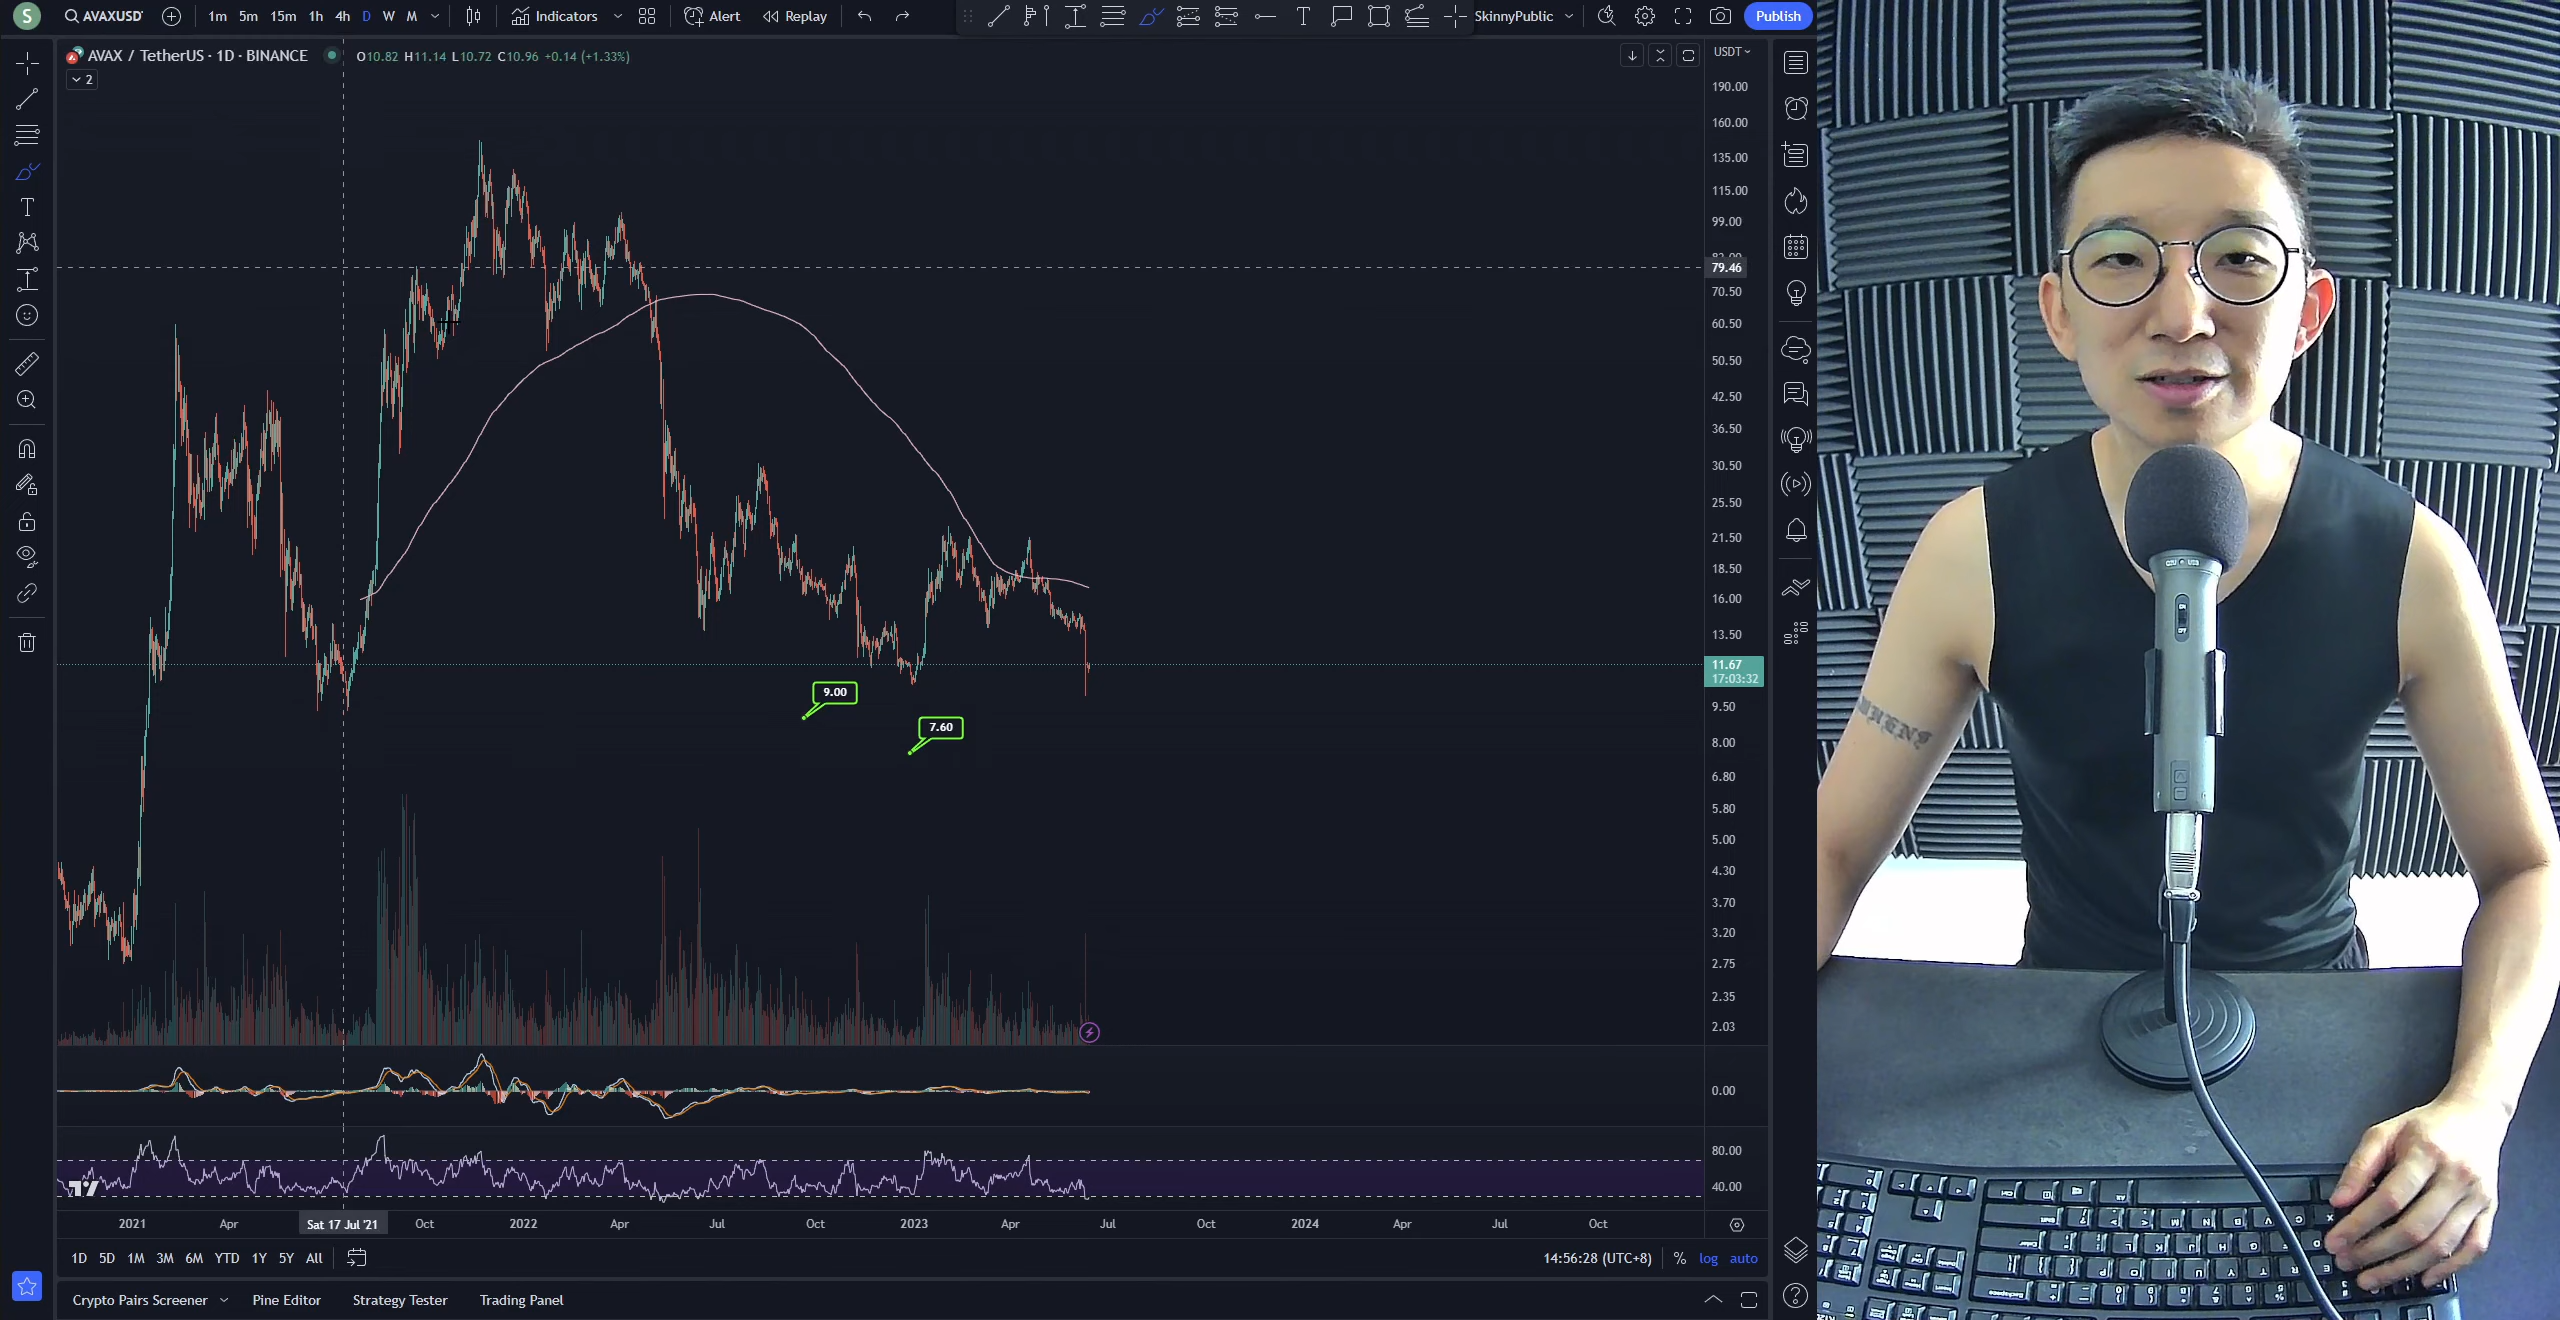 S
AVAXUSD
1m 5m 15m 1h 4h D W M
Indicators
Alert
Replay
SkinnyPublic
Publish
AVAX / TetherUS · 1D · BINANCE
O10.82 H11.14 L10.72 C10.96 +0.14 (+1.33%)
2
USDT
190.00
160.00
135.00
115.00
99.00
79.46
70.50
60.50
50.50
42.50
36.50
30.50
25.50
21.50
18.50
16.00
13.50
11.67
17:03:32
9.50
8.00
6.80
5.80
5.00
4.30
3.70
3.20
2.75
2.35
2.03
9.00
7.60
0.00
80.00
40.00
2021 Apr Sat 17 Jul '21 Oct 2022 Apr Jul Oct 2023 Apr Jul Oct 2024 Apr Jul Oct
1D 5D 1M 3M 6M YTD 1Y 5Y All
14:56:28 (UTC+8) % log auto
Crypto Pairs Screener Pine Editor Strategy Tester Trading Panel